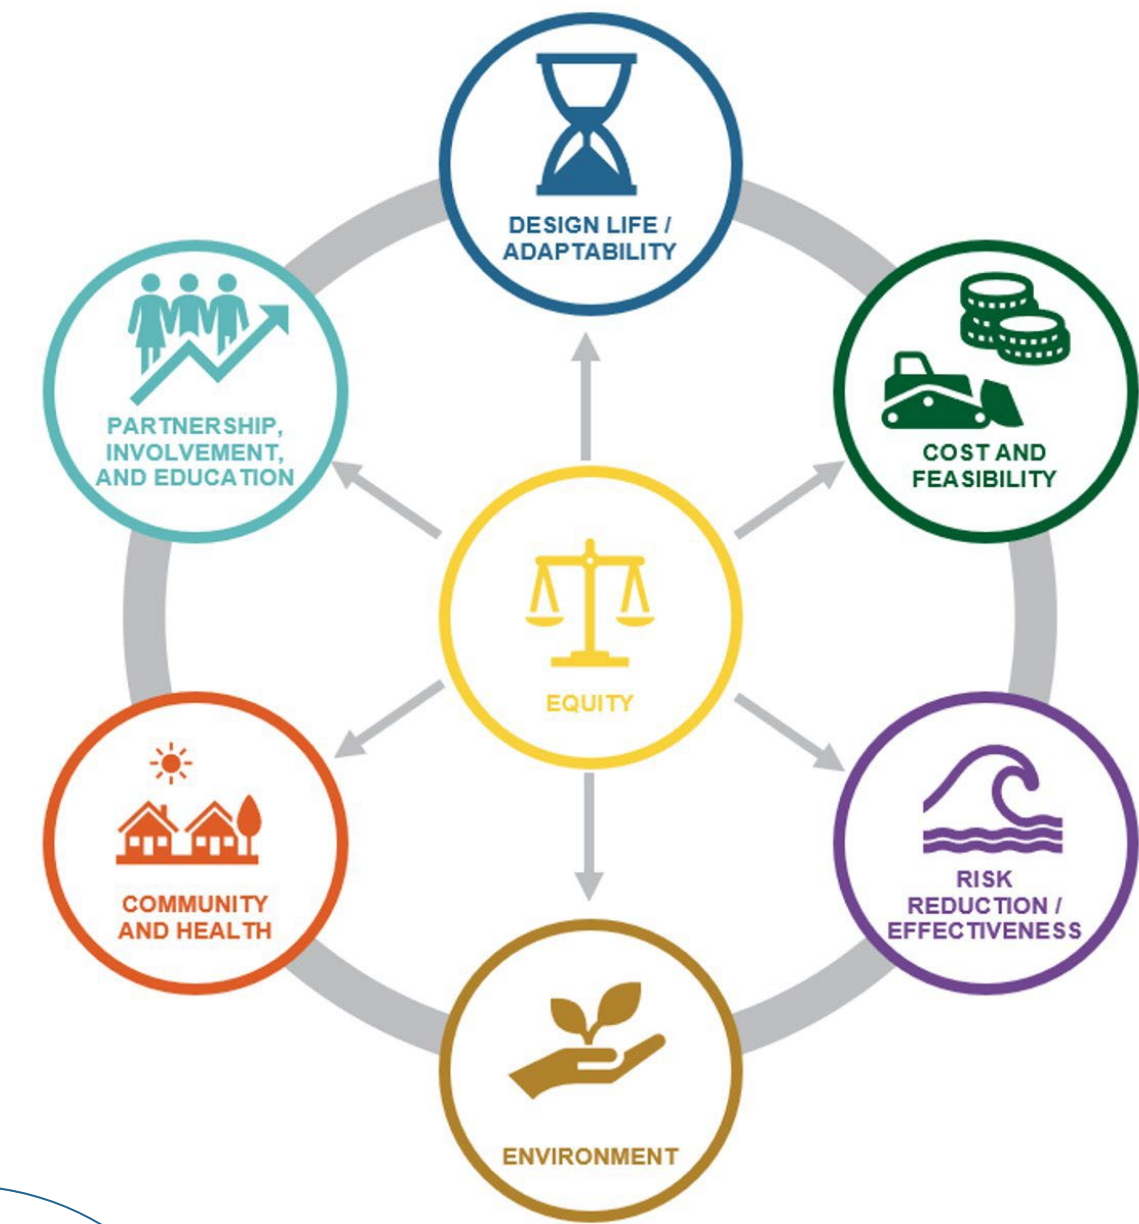 DESIGN LIFE /
ADAPTABILITY
PARTNERSHIP,
INVOLVEMENT,
AND EDUCATION
COST AND
FEASIBILITY
EQUITY
COMMUNITY
AND HEALTH
RISK
REDUCTION /
EFFECTIVENESS
ENVIRONMENT